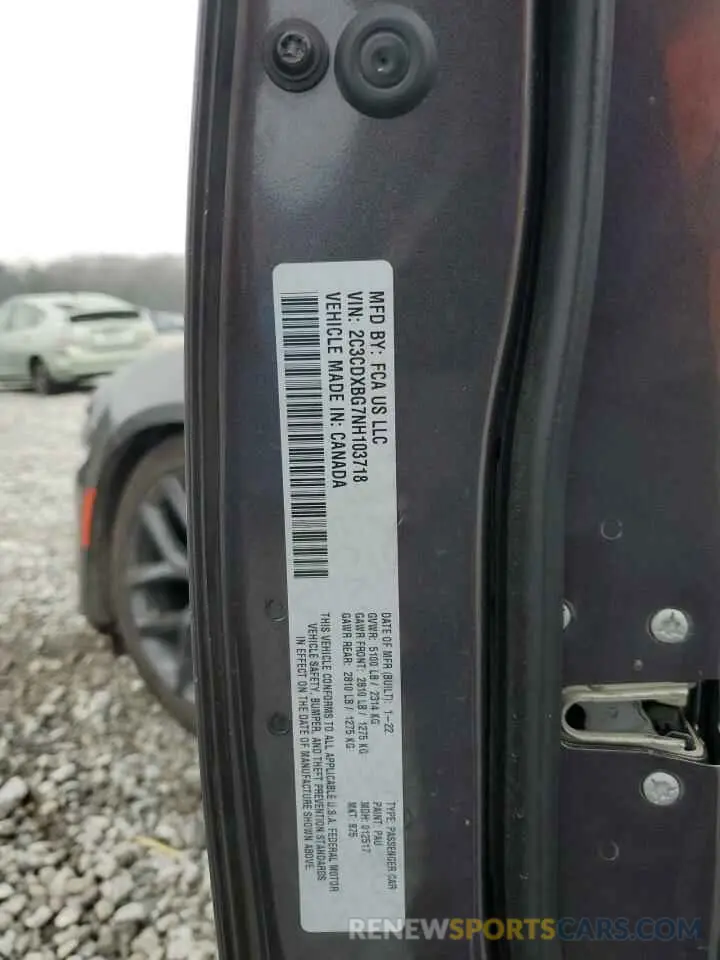 MFD BY: FCA US LLC
VIN: 2C3CDXBG7NH103718
VEHICLE MADE IN: CANADA
DATE OF MFR (BUILT): 1-22
GVWR: 5100 LB / 2314 KG
GAWR FRONT: 2810 LB / 1275 KG
GAWR REAR: 2810 LB / 1275 KG
TYPE: PASSENGER CAR
PAINT: PAU
MDH: 012517
MKT: 976
THIS VEHICLE CONFORMS TO ALL APPLICABLE U.S.A. FEDERAL MOTOR
VEHICLE SAFETY, BUMPER, AND THEFT PREVENTION STANDARDS
IN EFFECT ON THE DATE OF MANUFACTURE SHOWN ABOVE.
RENEWSPORTSCARS.COM